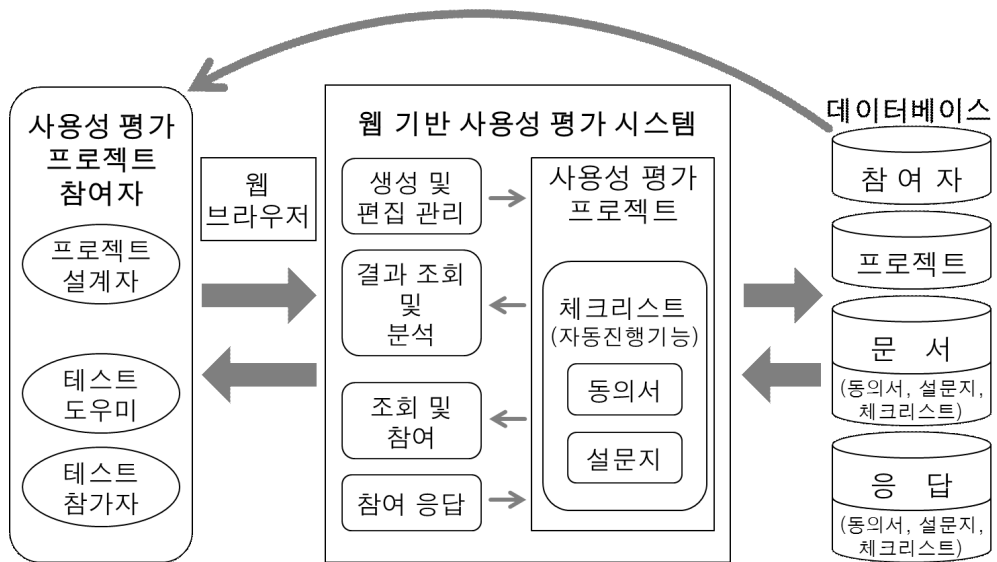 사용성 평가
프로젝트
참여자
프로젝트
설계자
테스트
도우미
테스트
참가자
웹
브라우저
웹 기반 사용성 평가 시스템
생성 및
편집 관리
결과 조회
및
분석
조회 및
참여
참여 응답
사용성 평가
프로젝트
체크리스트
(자동진행기능)
동의서
설문지
데이터베이스
참 여 자
프로젝트
문 서
(동의서, 설문지,
체크리스트)
응 답
(동의서, 설문지,
체크리스트)